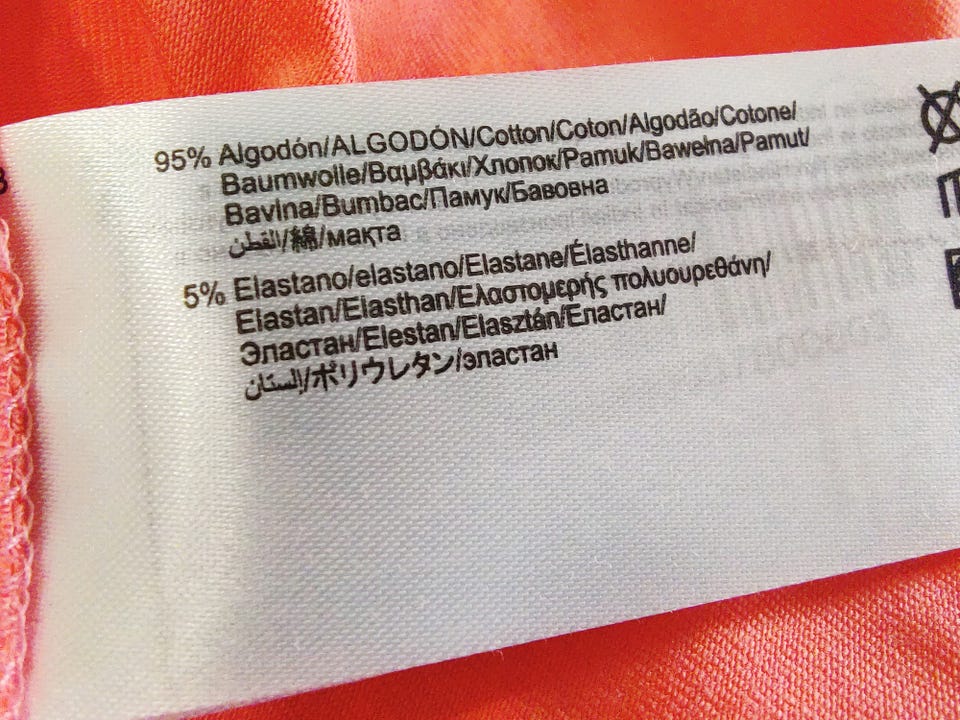 95% Algodón/ALGODÓN/Cotton/Coton/Algodão/Cotone/
Baumwolle/Βαμβάκι/Хлопок/Pamuk/Bawełna/Pamut/
Bavlna/Bumbac/Памук/Бавовна
القطن/綿/мақта
5% Elastano/elastano/Elastane/Élasthanne/
Elastan/Elasthan/Ελαστομερής πολυουρεθάνη/
Эластан/Elestan/Elasztán/Еластан/
إلستان/ポリウレタン/эластан